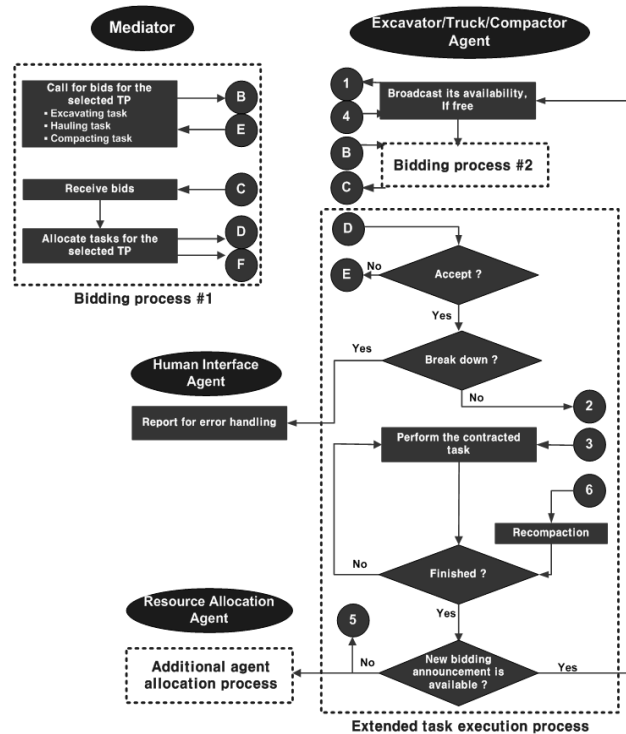 Mediator
Call for bids for the
selected TP
▪ Excavating task
▪ Hauling task
▪ Compacting task
B
E
Receive bids
C
Allocate tasks for the
selected TP
D
F
Bidding process #1
Excavator/Truck/Compactor
Agent
1
4
Broadcast its availability,
If free
B
C
Bidding process #2
D
E
No
Accept ?
Yes
Yes
Break down ?
No
2
Human Interface
Agent
Report for error handling
Perform the contracted
task
3
6
Recompaction
No
Finished ?
Yes
Resource Allocation
Agent
5
Additional agent
allocation process
No
New bidding
announcement is
available ?
Yes
Extended task execution process